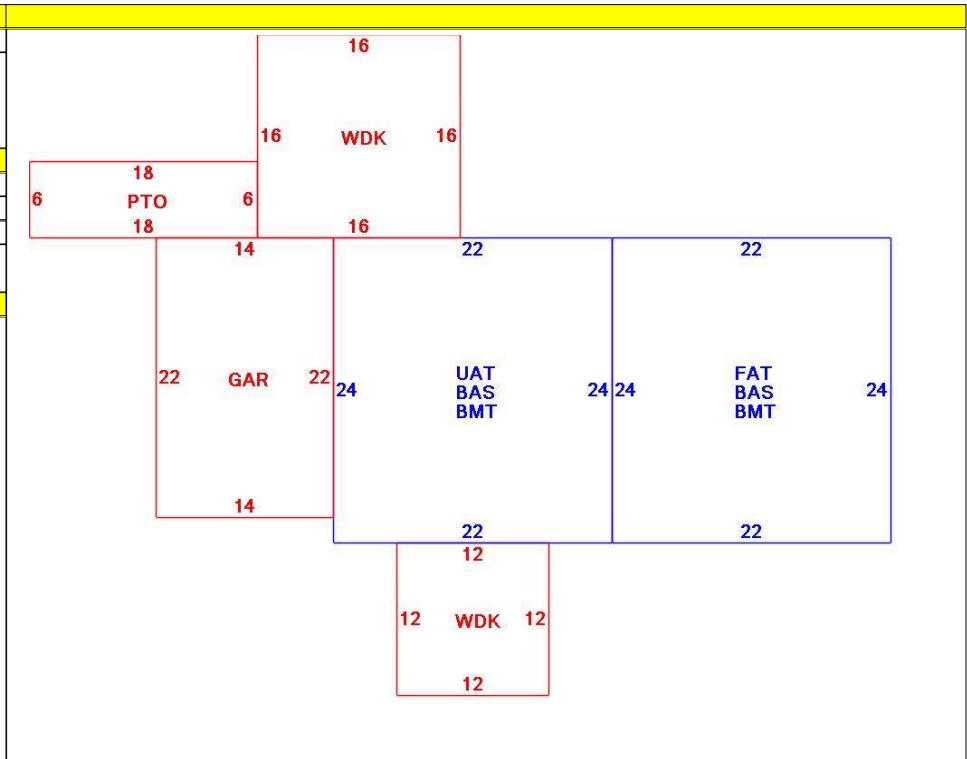 16
16 WDK 16
16
18
6 PTO 6
18
14
22 GAR 22
14
22
24 UAT 24
BAS
BMT
22
22
24 FAT 24
BAS
BMT
22
12
12 WDK 12
12